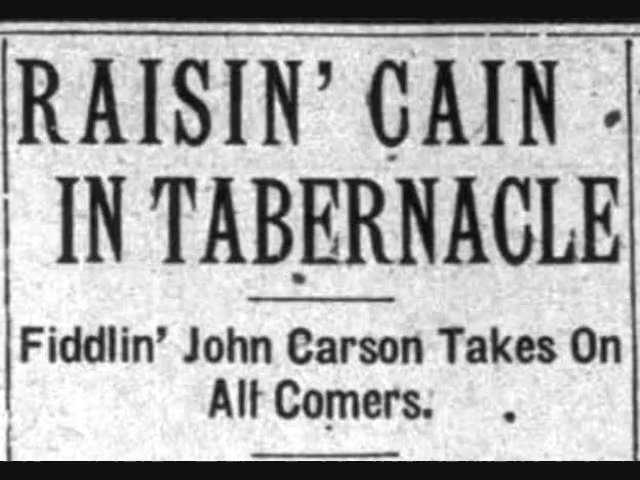 RAISIN' CAIN
IN TABERNACLE
Fiddlin' John Carson Takes On
All Comers.